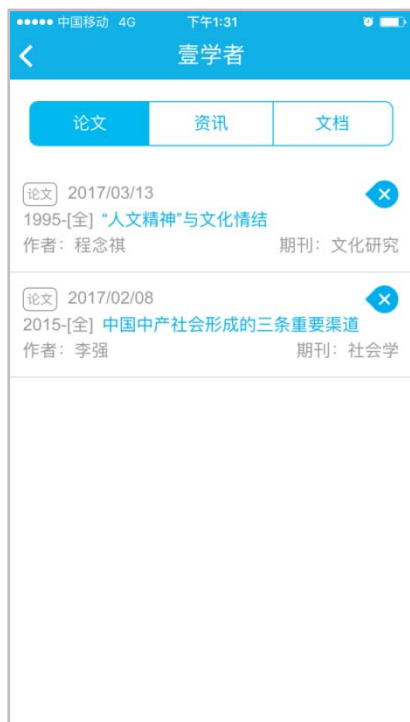 中国移动 4G 下午1:31
壹学者
论文 资讯 文档
论文 2017/03/13
1995-[全] “人文精神”与文化情结
作者：程念祺 期刊：文化研究
论文 2017/02/08
2015-[全] 中国中产社会形成的三条重要渠道
作者：李强 期刊：社会学